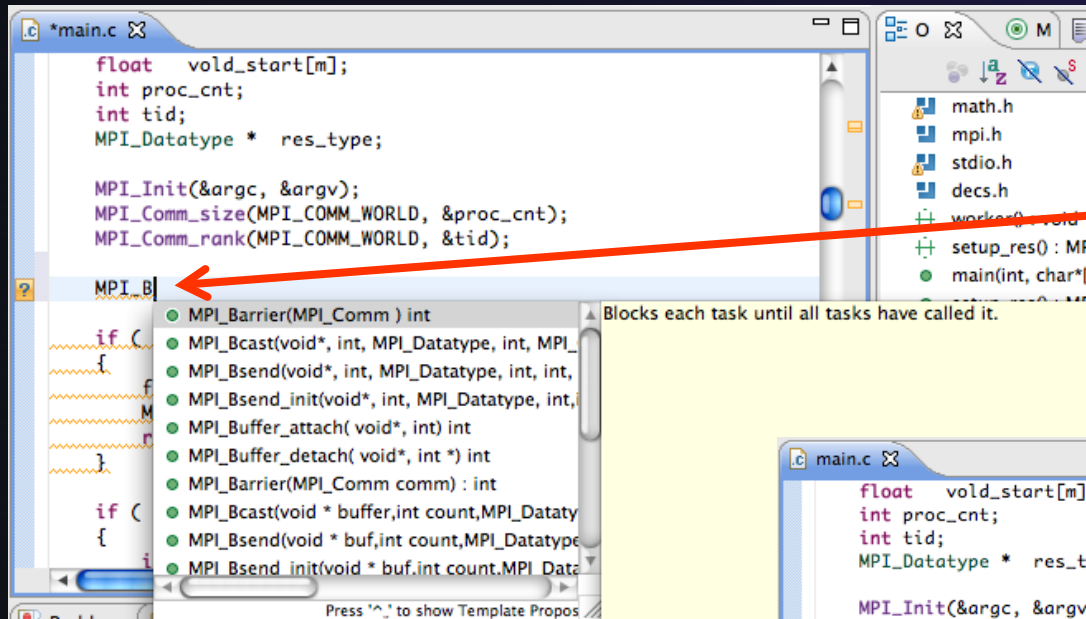 *main.c
float vold_start[m];
int proc_cnt;
int tid;
MPI_Datatype * res_type;
MPI_Init(&argc, &argv);
MPI_Comm_size(MPI_COMM_WORLD, &proc_cnt);
MPI_Comm_rank(MPI_COMM_WORLD, &tid);
MPI_B
if (
{
f
M
r
}
if (
{
i
MPI_Barrier(MPI_Comm ) int
MPI_Bcast(void*, int, MPI_Datatype, int, MPI_
MPI_Bsend(void*, int, MPI_Datatype, int, int,
MPI_Bsend_init(void*, int, MPI_Datatype, int,i
MPI_Buffer_attach( void*, int) int
MPI_Buffer_detach( void*, int *) int
MPI_Barrier(MPI_Comm comm) : int
MPI_Bcast(void * buffer,int count,MPI_Dataty
MPI_Bsend(void * buf,int count,MPI_Datatype
MPI_Bsend_init(void * buf,int count,MPI_Data
Press '^.' to show Template Propos
Blocks each task until all tasks have called it.
O
M
math.h
mpi.h
stdio.h
decs.h
worker() : void
setup_res() : MP
main(int, char*[
main.c
float vold_start[m]
int proc_cnt;
int tid;
MPI_Datatype * res_t
MPI_Init(&argc, &argv